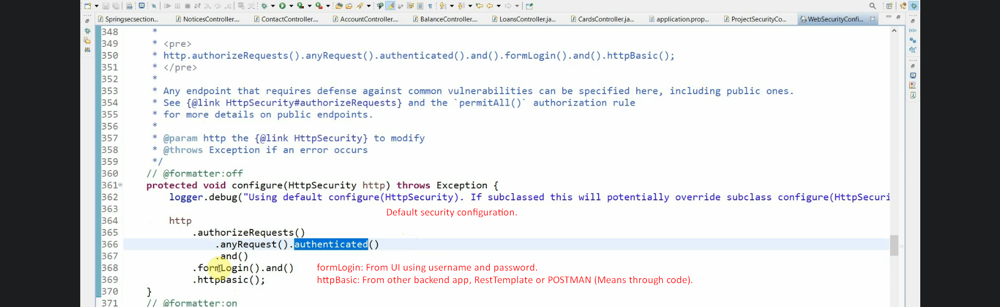 Springsecsection...
NoticesController....
ContactController....
AccountController....
BalanceController....
LoansController.ja...
CardsController.ja...
application.prop...
ProjectSecurityCo...
WebSecurityConfi...
348 *
349 * <pre>
350 * http.authorizeRequests().anyRequest().authenticated().and().formLogin().and().httpBasic();
351 * </pre>
352 *
353 * Any endpoint that requires defense against common vulnerabilities can be specified here, including public ones.
354 * See {@link HttpSecurity#authorizeRequests} and the `permitAll()` authorization rule
355 * for more details on public endpoints.
356 *
357 * @param http the {@link HttpSecurity} to modify
358 * @throws Exception if an error occurs
359 */
360 // @formatter:off
361 protected void configure(HttpSecurity http) throws Exception {
362 logger.debug("Using default configure(HttpSecurity). If subclassed this will potentially override subclass configure(HttpSecuri
363
Default security configuration.
364 http
365 .authorizeRequests()
366 .anyRequest().authenticated()
367 .and()
368 .formLogin().and()
formLogin: From UI using username and password.
369 .httpBasic();
httpBasic: From other backend app, RestTemplate or POSTMAN (Means through code).
370 }
371 // @formatter:on